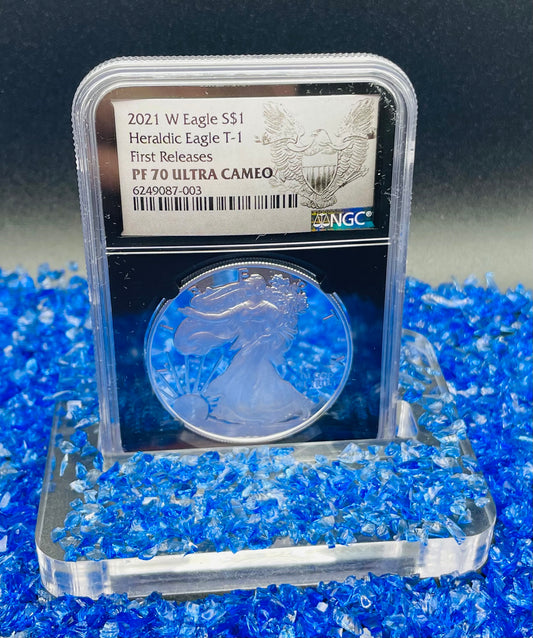 2021 W Eagle S$1
Heraldic Eagle T-1
First Releases
PF 70 ULTRA CAMEO
6249087-003
NGC®